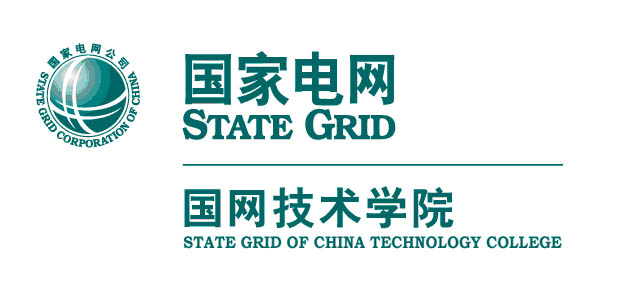 国家电网公司
STATE GRID CORPORATION OF CHINA
国家电网
STATE GRID
国网技术学院
STATE GRID OF CHINA TECHNOLOGY COLLEGE